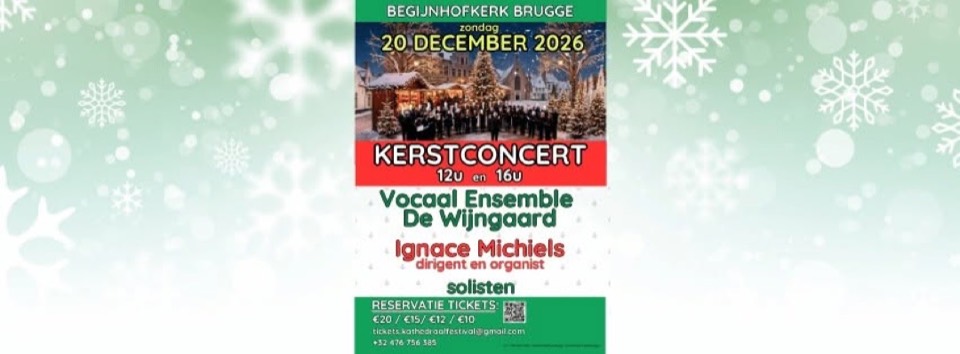 BEGIJNHOFKERK BRUGGE
zondag
20 DECEMBER 2026
KERSTCONCERT
12u en 16u
Vocaal Ensemble
De Wijngaard
Ignace Michiels
dirigent en organist
solisten
RESERVATIE TICKETS:
€20 / €15/ €12 / €10
tickets.kathedraalfestival@gmail.com
+32 476 756 385